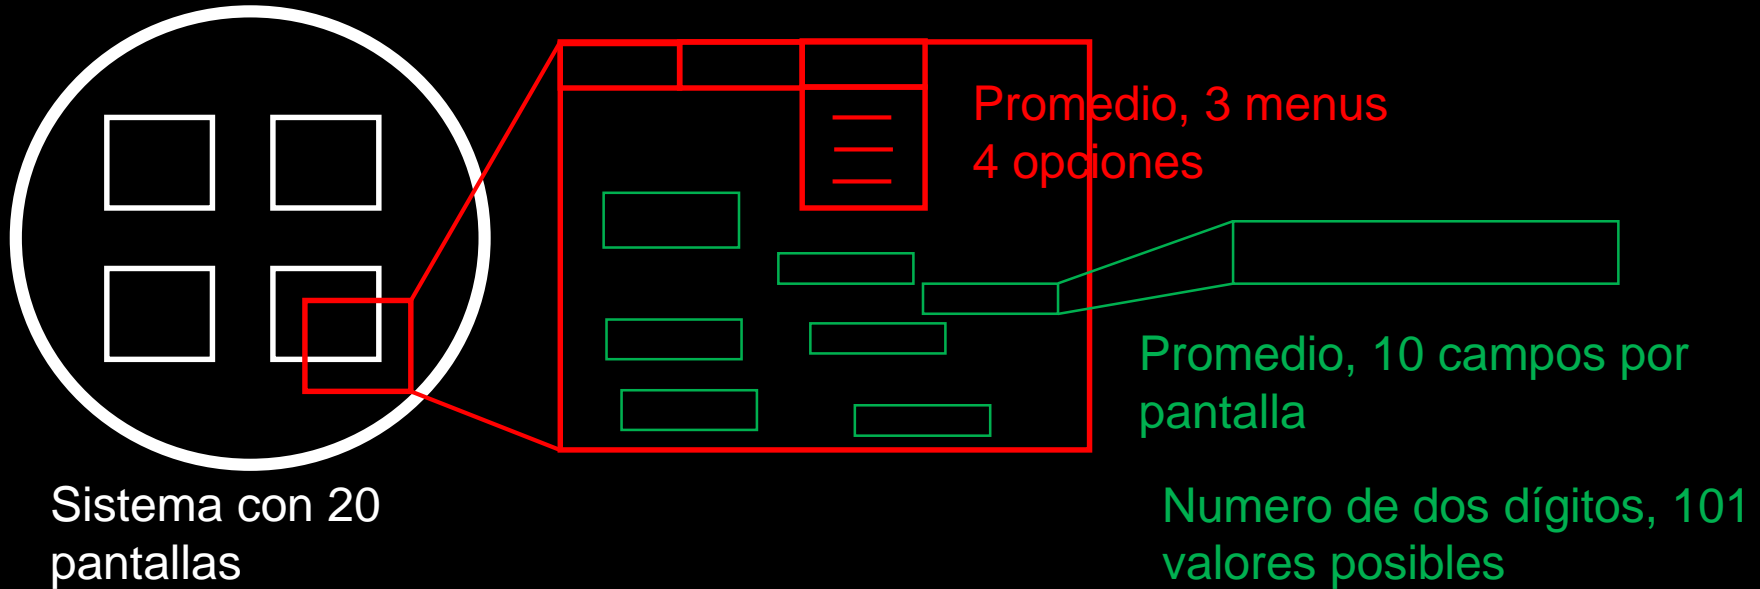 Promedio, 3 menus
4 opciones
Promedio, 10 campos por
pantalla
Sistema con 20
pantallas
Numero de dos dígitos, 101
valores posibles